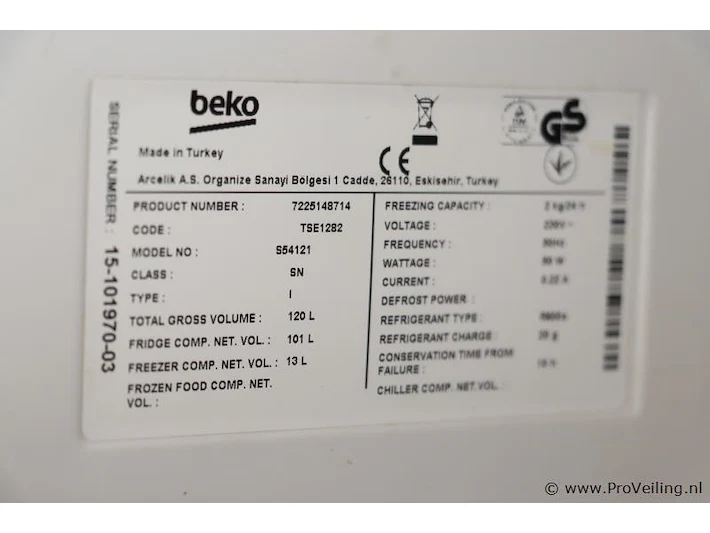 beko
Made in Turkey
Arcelik A.S. Organize Sanayi Bolgesi 1 Cadde, 26110, Eskisehir, Turkey
SERIAL NUMBER : 15-101970-03
PRODUCT NUMBER : 7225148714
CODE : TSE1282
MODEL NO : S54121
CLASS : SN
TYPE : I
TOTAL GROSS VOLUME : 120 L
FRIDGE COMP. NET. VOL. : 101 L
FREEZER COMP. NET VOL. : 13 L
FROZEN FOOD COMP. NET.
VOL. :
CE
GS
FREEZING CAPACITY :
VOLTAGE :
FREQUENCY :
WATTAGE :
CURRENT :
DEFROST POWER :
REFRIGERANT TYPE :
REFRIGERANT CHARGE :
CONSERVATION TIME FROM
FAILURE :
CHILLER COMP. NET VOL. :
© www.ProVeiling.nl